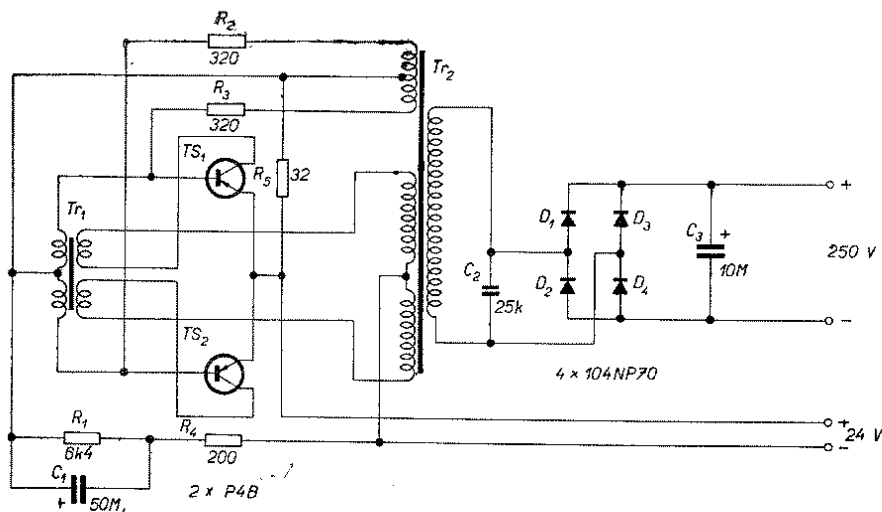 R2
320
Tr2
R3
320
TS1
R5
32
Tr1
D1
D3
C3
+
+
250 V
10M
C2
25k
D2
D4
−
TS2
4 x 104NP70
R1
6k4
R4
200
+
24 V
−
C1
+
50M
2 x P4B